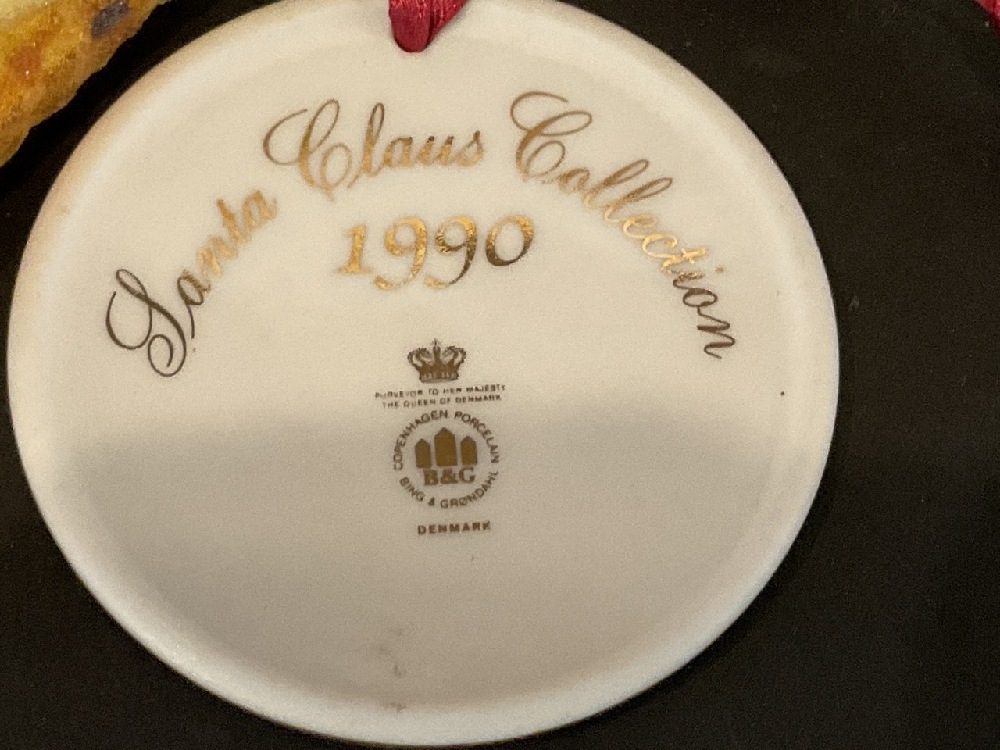 Santa Claus Collection
1990
PURVEYOR TO HER MAJESTY
THE QUEEN OF DENMARK
COPENHAGEN PORCELAIN
B&G
BING & GRØNDAHL
DENMARK